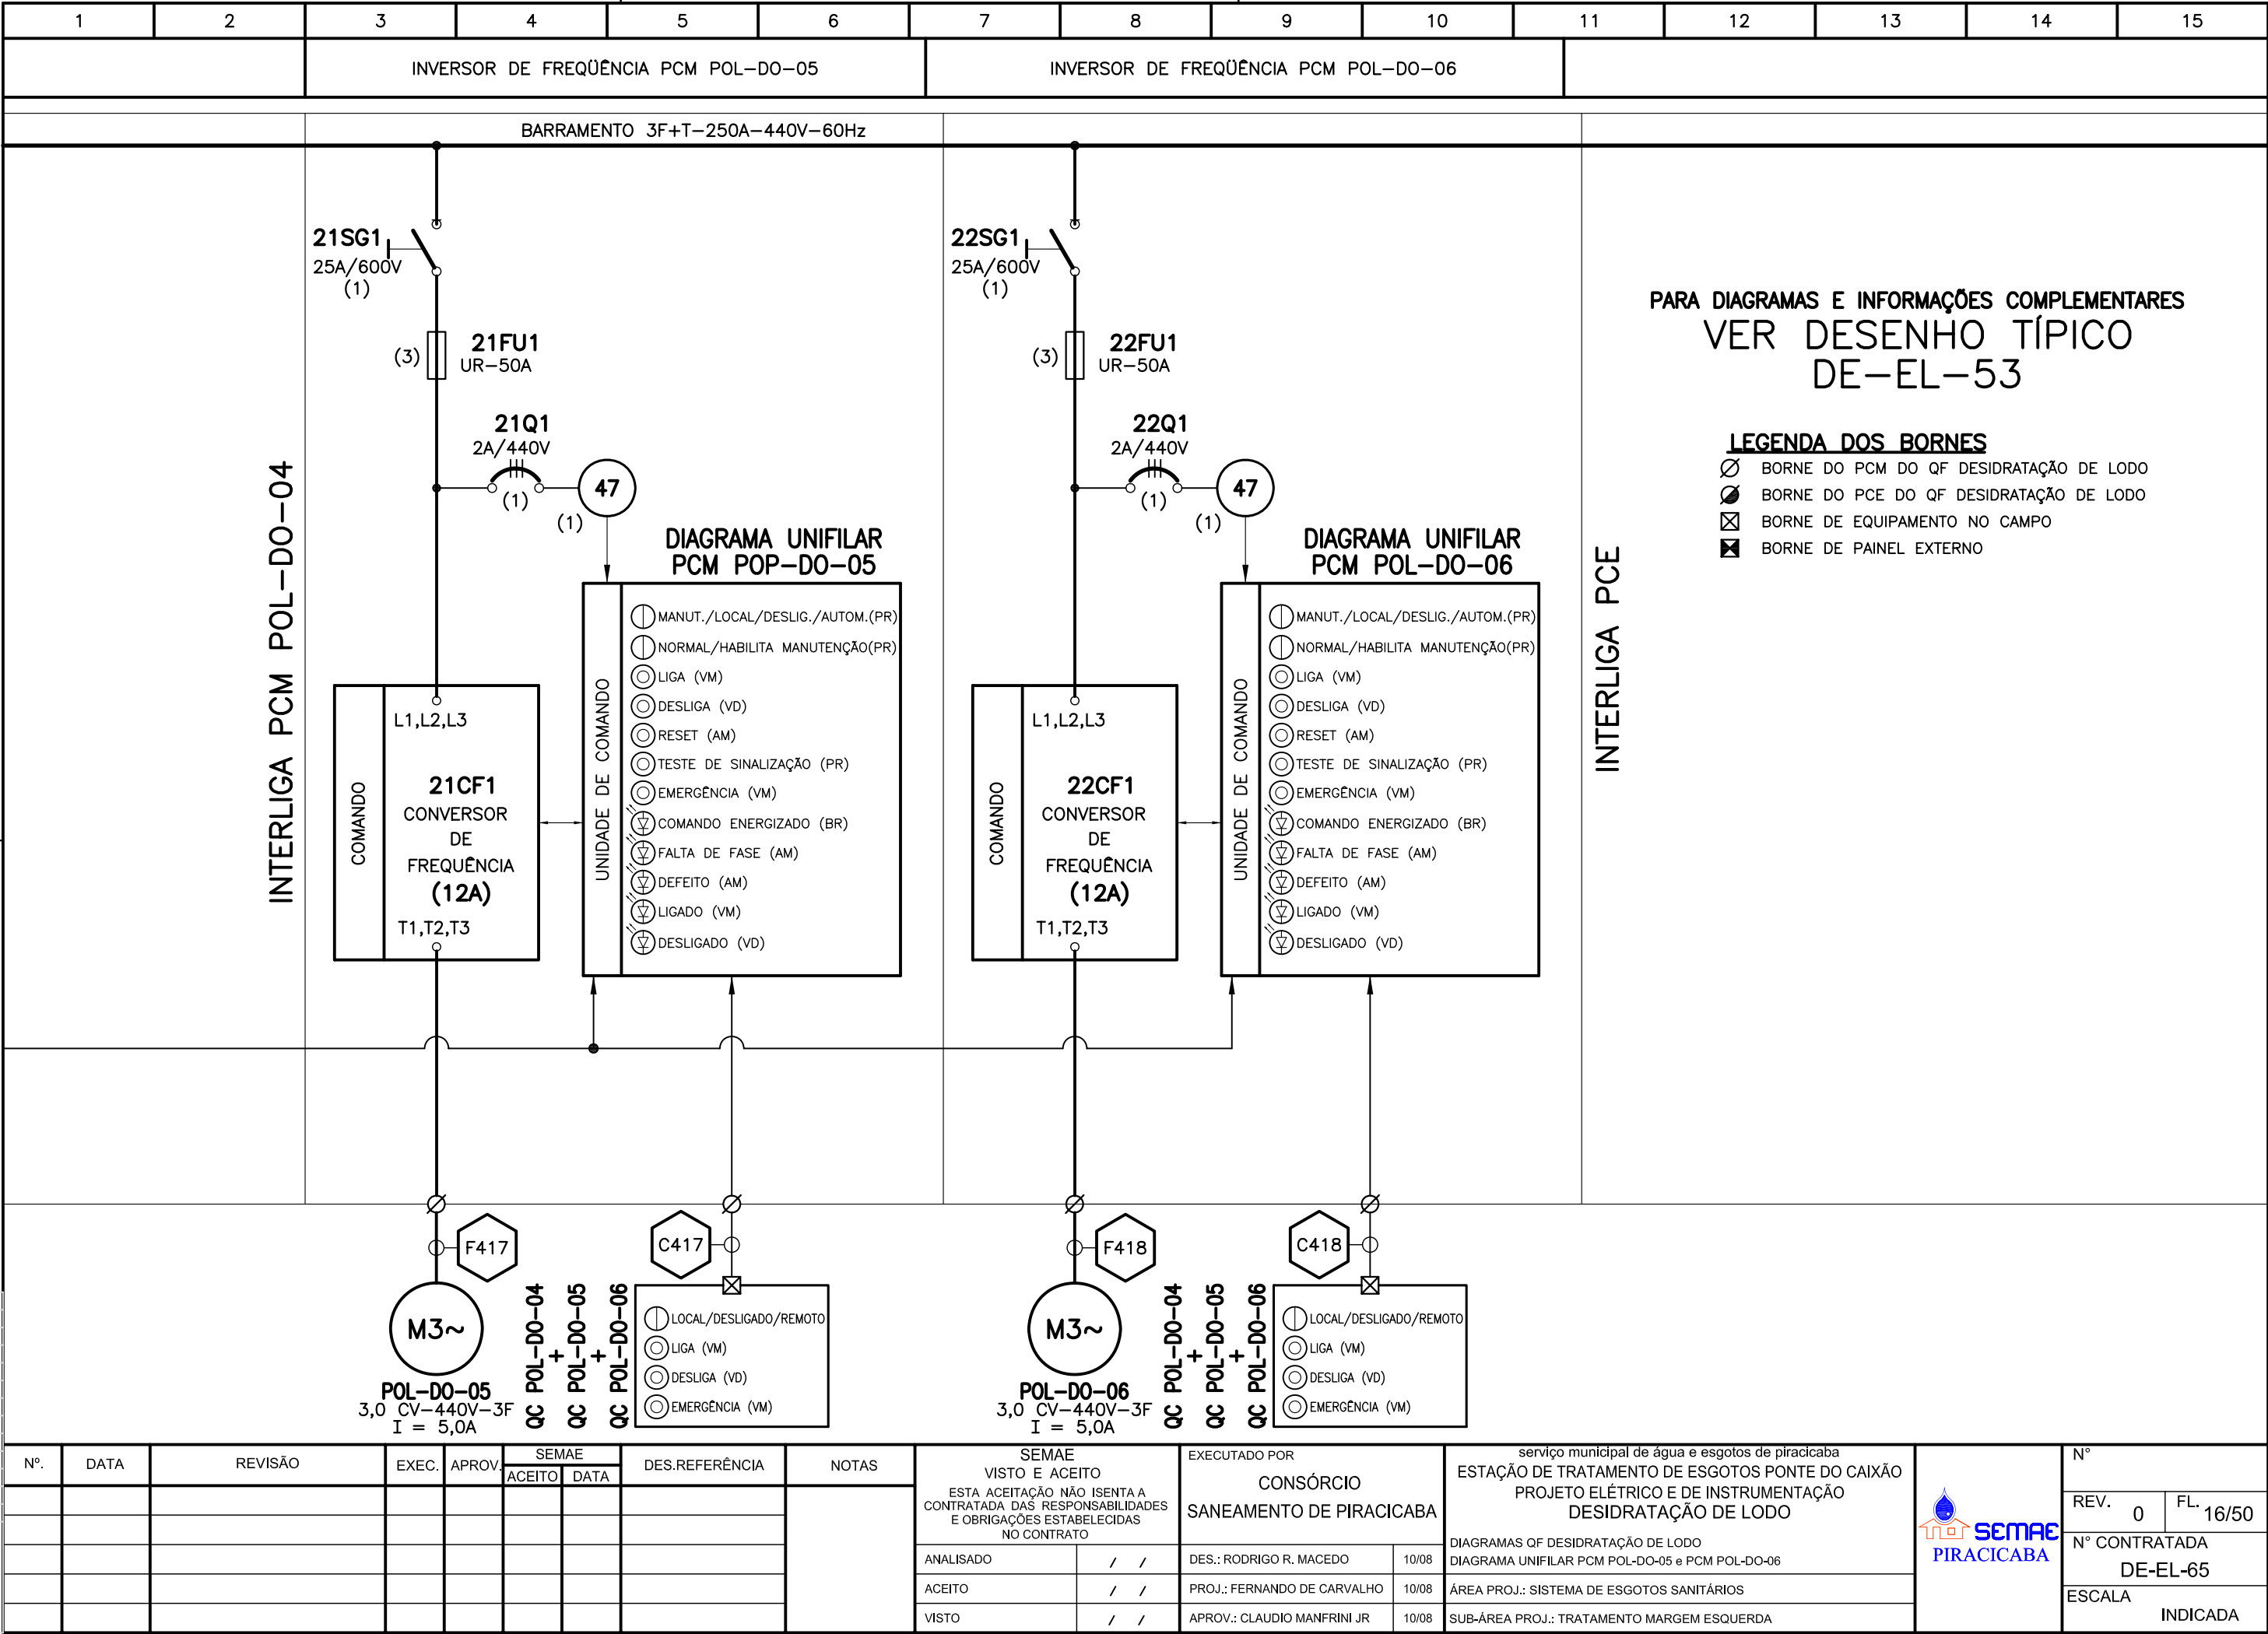 1 2 3 4 5 6 7 8 9 10 11 12 13 14 15
INVERSOR DE FREQÜÊNCIA PCM POL-DO-05
INVERSOR DE FREQÜÊNCIA PCM POL-DO-06
BARRAMENTO 3F+T-250A-440V-60Hz
INTERLIGA PCM POL-DO-04
21SG1
25A/600V
(1)
(3)
21FU1
UR-50A
21Q1
2A/440V
(1)
47
(1)
DIAGRAMA UNIFILAR
PCM POP-DO-05
COMANDO
L1,L2,L3
21CF1
CONVERSOR
DE
FREQUÊNCIA
(12A)
T1,T2,T3
UNIDADE DE COMANDO
MANUT./LOCAL/DESLIG./AUTOM.(PR)
NORMAL/HABILITA MANUTENÇÃO(PR)
LIGA (VM)
DESLIGA (VD)
RESET (AM)
TESTE DE SINALIZAÇÃO (PR)
EMERGÊNCIA (VM)
COMANDO ENERGIZADO (BR)
FALTA DE FASE (AM)
DEFEITO (AM)
LIGADO (VM)
DESLIGADO (VD)
F417
M3~
POL-DO-05
3,0 CV-440V-3F
I = 5,0A
C417
QC POL-DO-04
+
QC POL-DO-05
+
QC POL-DO-06
LOCAL/DESLIGADO/REMOTO
LIGA (VM)
DESLIGA (VD)
EMERGÊNCIA (VM)
22SG1
25A/600V
(1)
(3)
22FU1
UR-50A
22Q1
2A/440V
(1)
47
(1)
DIAGRAMA UNIFILAR
PCM POL-DO-06
COMANDO
L1,L2,L3
22CF1
CONVERSOR
DE
FREQUÊNCIA
(12A)
T1,T2,T3
UNIDADE DE COMANDO
MANUT./LOCAL/DESLIG./AUTOM.(PR)
NORMAL/HABILITA MANUTENÇÃO(PR)
LIGA (VM)
DESLIGA (VD)
RESET (AM)
TESTE DE SINALIZAÇÃO (PR)
EMERGÊNCIA (VM)
COMANDO ENERGIZADO (BR)
FALTA DE FASE (AM)
DEFEITO (AM)
LIGADO (VM)
DESLIGADO (VD)
F418
M3~
POL-DO-06
3,0 CV-440V-3F
I = 5,0A
C418
QC POL-DO-04
+
QC POL-DO-05
+
QC POL-DO-06
LOCAL/DESLIGADO/REMOTO
LIGA (VM)
DESLIGA (VD)
EMERGÊNCIA (VM)
INTERLIGA PCE
PARA DIAGRAMAS E INFORMAÇÕES COMPLEMENTARES
VER DESENHO TÍPICO
DE-EL-53
LEGENDA DOS BORNES
BORNE DO PCM DO QF DESIDRATAÇÃO DE LODO
BORNE DO PCE DO QF DESIDRATAÇÃO DE LODO
BORNE DE EQUIPAMENTO NO CAMPO
BORNE DE PAINEL EXTERNO
Nº. DATA REVISÃO EXEC. APROV. SEMAE DES.REFERÊNCIA NOTAS
ACEITO DATA
SEMAE
VISTO E ACEITO
ESTA ACEITAÇÃO NÃO ISENTA A
CONTRATADA DAS RESPONSABILIDADES
E OBRIGAÇÕES ESTABELECIDAS
NO CONTRATO
ANALISADO / /
ACEITO / /
VISTO / /
EXECUTADO POR
CONSÓRCIO
SANEAMENTO DE PIRACICABA
DES.: RODRIGO R. MACEDO 10/08
PROJ.: FERNANDO DE CARVALHO 10/08
APROV.: CLAUDIO MANFRINI JR 10/08
serviço municipal de água e esgotos de piracicaba
ESTAÇÃO DE TRATAMENTO DE ESGOTOS PONTE DO CAIXÃO
PROJETO ELÉTRICO E DE INSTRUMENTAÇÃO
DESIDRATAÇÃO DE LODO
DIAGRAMAS QF DESIDRATAÇÃO DE LODO
DIAGRAMA UNIFILAR PCM POL-DO-05 e PCM POL-DO-06
ÁREA PROJ.: SISTEMA DE ESGOTOS SANITÁRIOS
SUB-ÁREA PROJ.: TRATAMENTO MARGEM ESQUERDA
SEMAE
PIRACICABA
N°
REV. 0 FL. 16/50
N° CONTRATADA
DE-EL-65
ESCALA
INDICADA